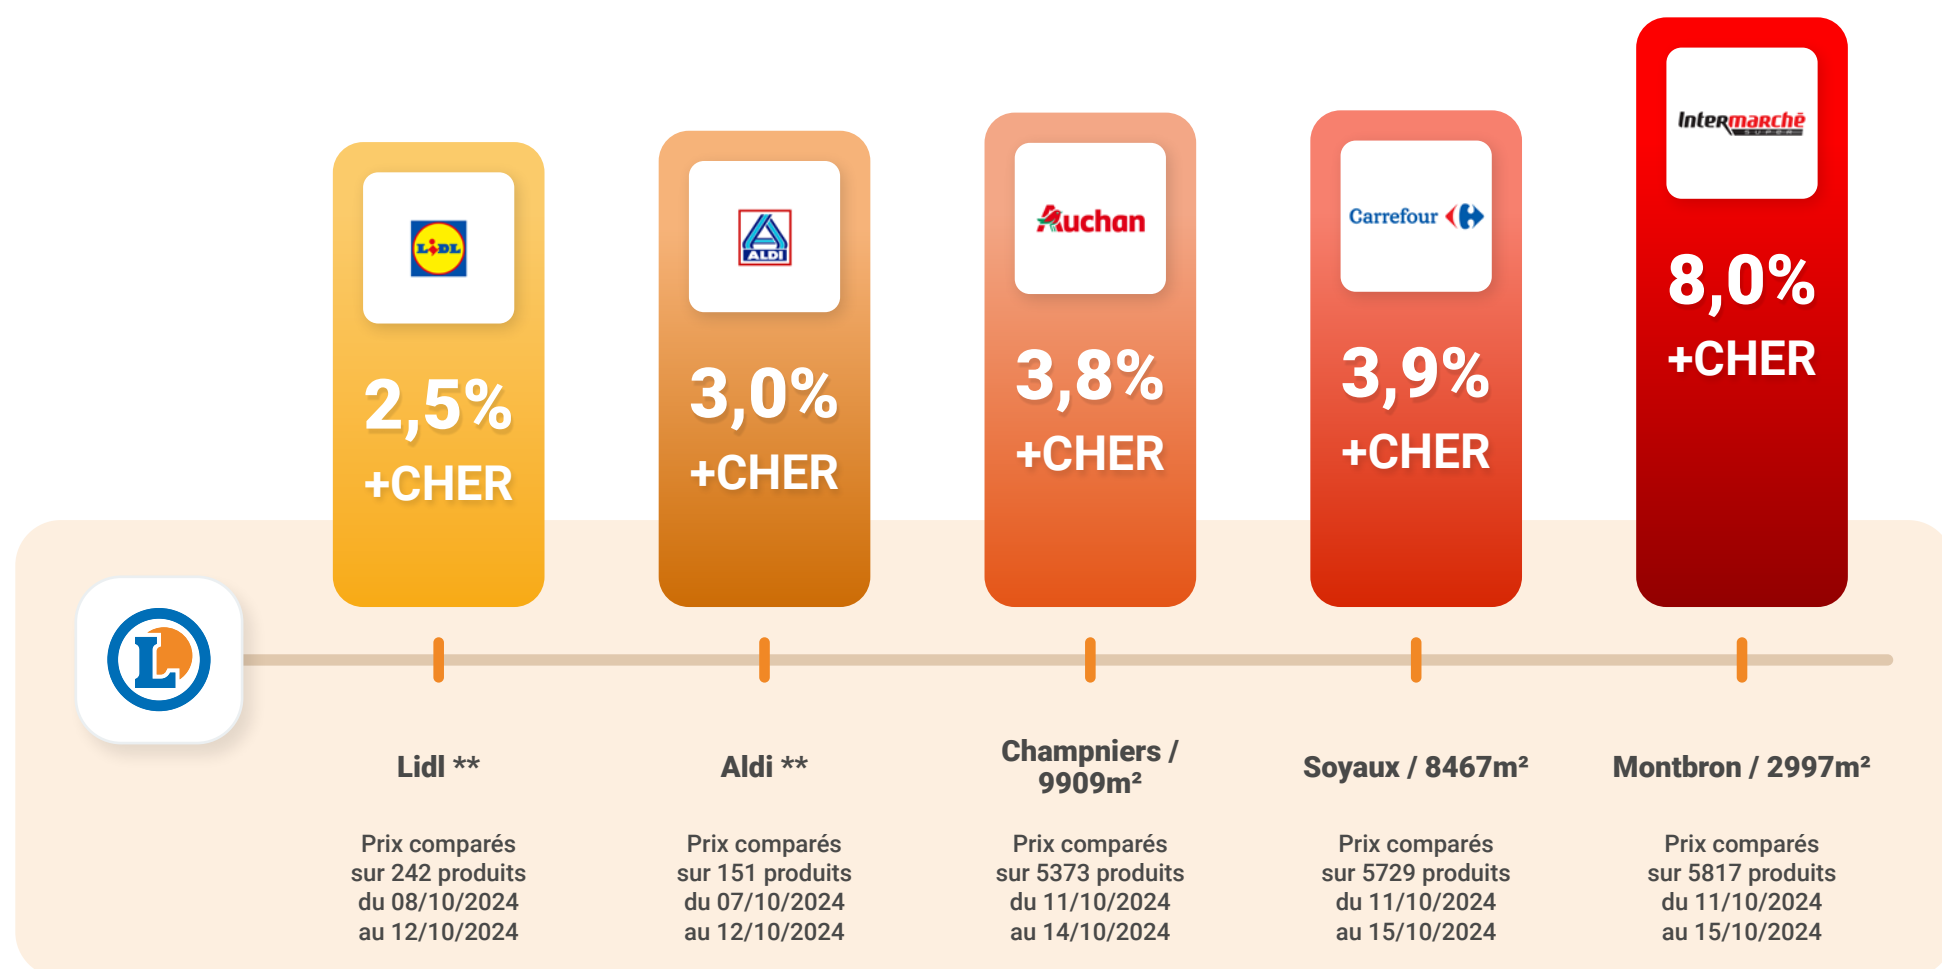 LIDL
2,5%
+CHER
ALDI
3,0%
+CHER
Auchan
3,8%
+CHER
Carrefour
3,9%
+CHER
Intermarchē
SUPER
8,0%
+CHER
L
Lidl **
Prix comparés
sur 242 produits
du 08/10/2024
au 12/10/2024
Aldi **
Prix comparés
sur 151 produits
du 07/10/2024
au 12/10/2024
Champniers /
9909m²
Prix comparés
sur 5373 produits
du 11/10/2024
au 14/10/2024
Soyaux / 8467m²
Prix comparés
sur 5729 produits
du 11/10/2024
au 15/10/2024
Montbron / 2997m²
Prix comparés
sur 5817 produits
du 11/10/2024
au 15/10/2024